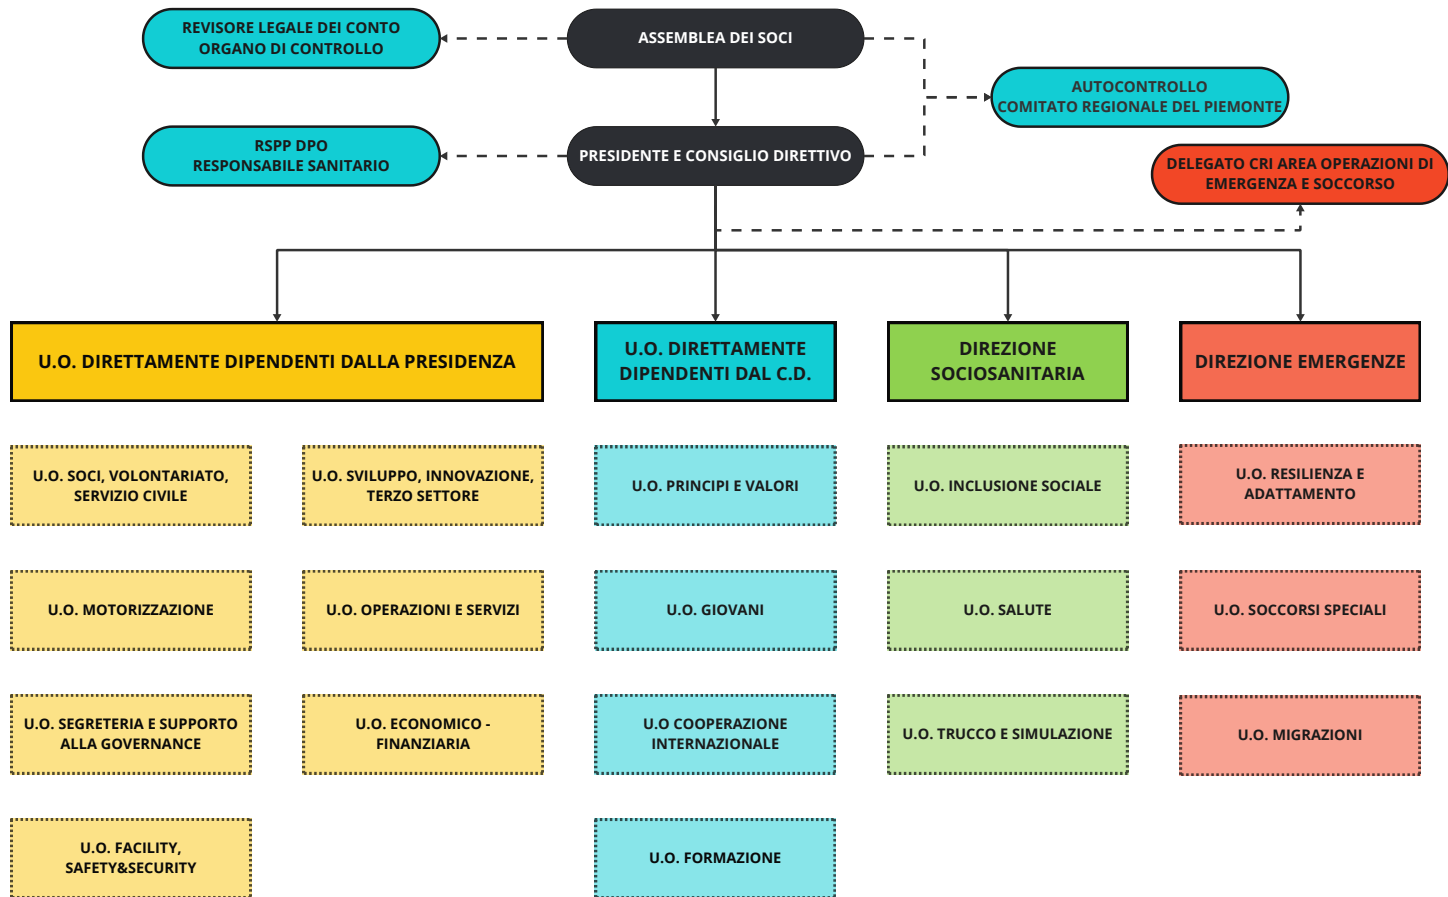 REVISORE LEGALE DEI CONTO
ORGANO DI CONTROLLO
ASSEMBLEA DEI SOCI
AUTOCONTROLLO
COMITATO REGIONALE DEL PIEMONTE
RSPP DPO
RESPONSABILE SANITARIO
PRESIDENTE E CONSIGLIO DIRETTIVO
DELEGATO CRI AREA OPERAZIONI DI
EMERGENZA E SOCCORSO
U.O. DIRETTAMENTE DIPENDENTI DALLA PRESIDENZA
U.O. DIRETTAMENTE
DIPENDENTI DAL C.D.
DIREZIONE
SOCIOSANITARIA
DIREZIONE EMERGENZE
U.O. SOCI, VOLONTARIATO,
SERVIZIO CIVILE
U.O. SVILUPPO, INNOVAZIONE,
TERZO SETTORE
U.O. PRINCIPI E VALORI
U.O. INCLUSIONE SOCIALE
U.O. RESILIENZA E
ADATTAMENTO
U.O. MOTORIZZAZIONE
U.O. OPERAZIONI E SERVIZI
U.O. GIOVANI
U.O. SALUTE
U.O. SOCCORSI SPECIALI
U.O. SEGRETERIA E SUPPORTO
ALLA GOVERNANCE
U.O. ECONOMICO -
FINANZIARIA
U.O COOPERAZIONE
INTERNAZIONALE
U.O. TRUCCO E SIMULAZIONE
U.O. MIGRAZIONI
U.O. FACILITY,
SAFETY&SECURITY
U.O. FORMAZIONE